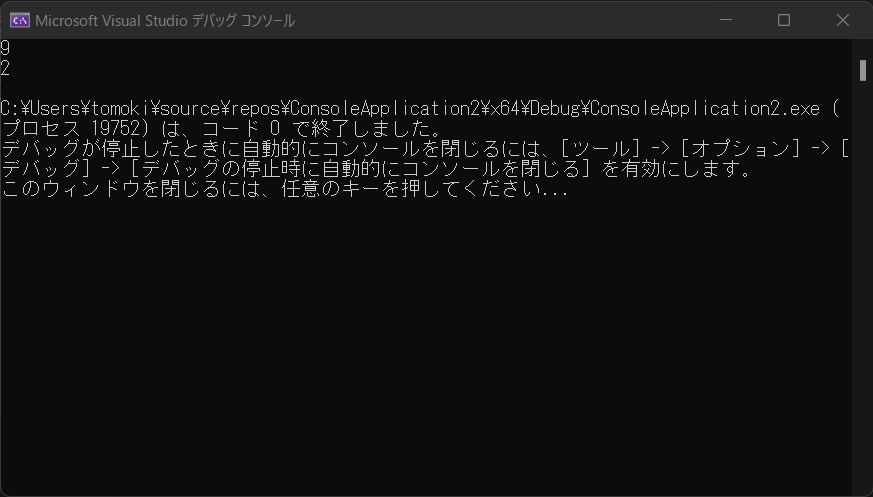 Microsoft Visual Studio デバッグ コンソール
9
2
C:¥Users¥tomoki¥source¥repos¥ConsoleApplication2¥x64¥Debug¥ConsoleApplication2.exe (
プロセス 19752) は、コード 0 で終了しました。
デバッグが停止したときに自動的にコンソールを閉じるには、[ツール] -> [オプション] -> [
デバッグ] -> [デバッグの停止時に自動的にコンソールを閉じる] を有効にします。
このウィンドウを閉じるには、任意のキーを押してください...